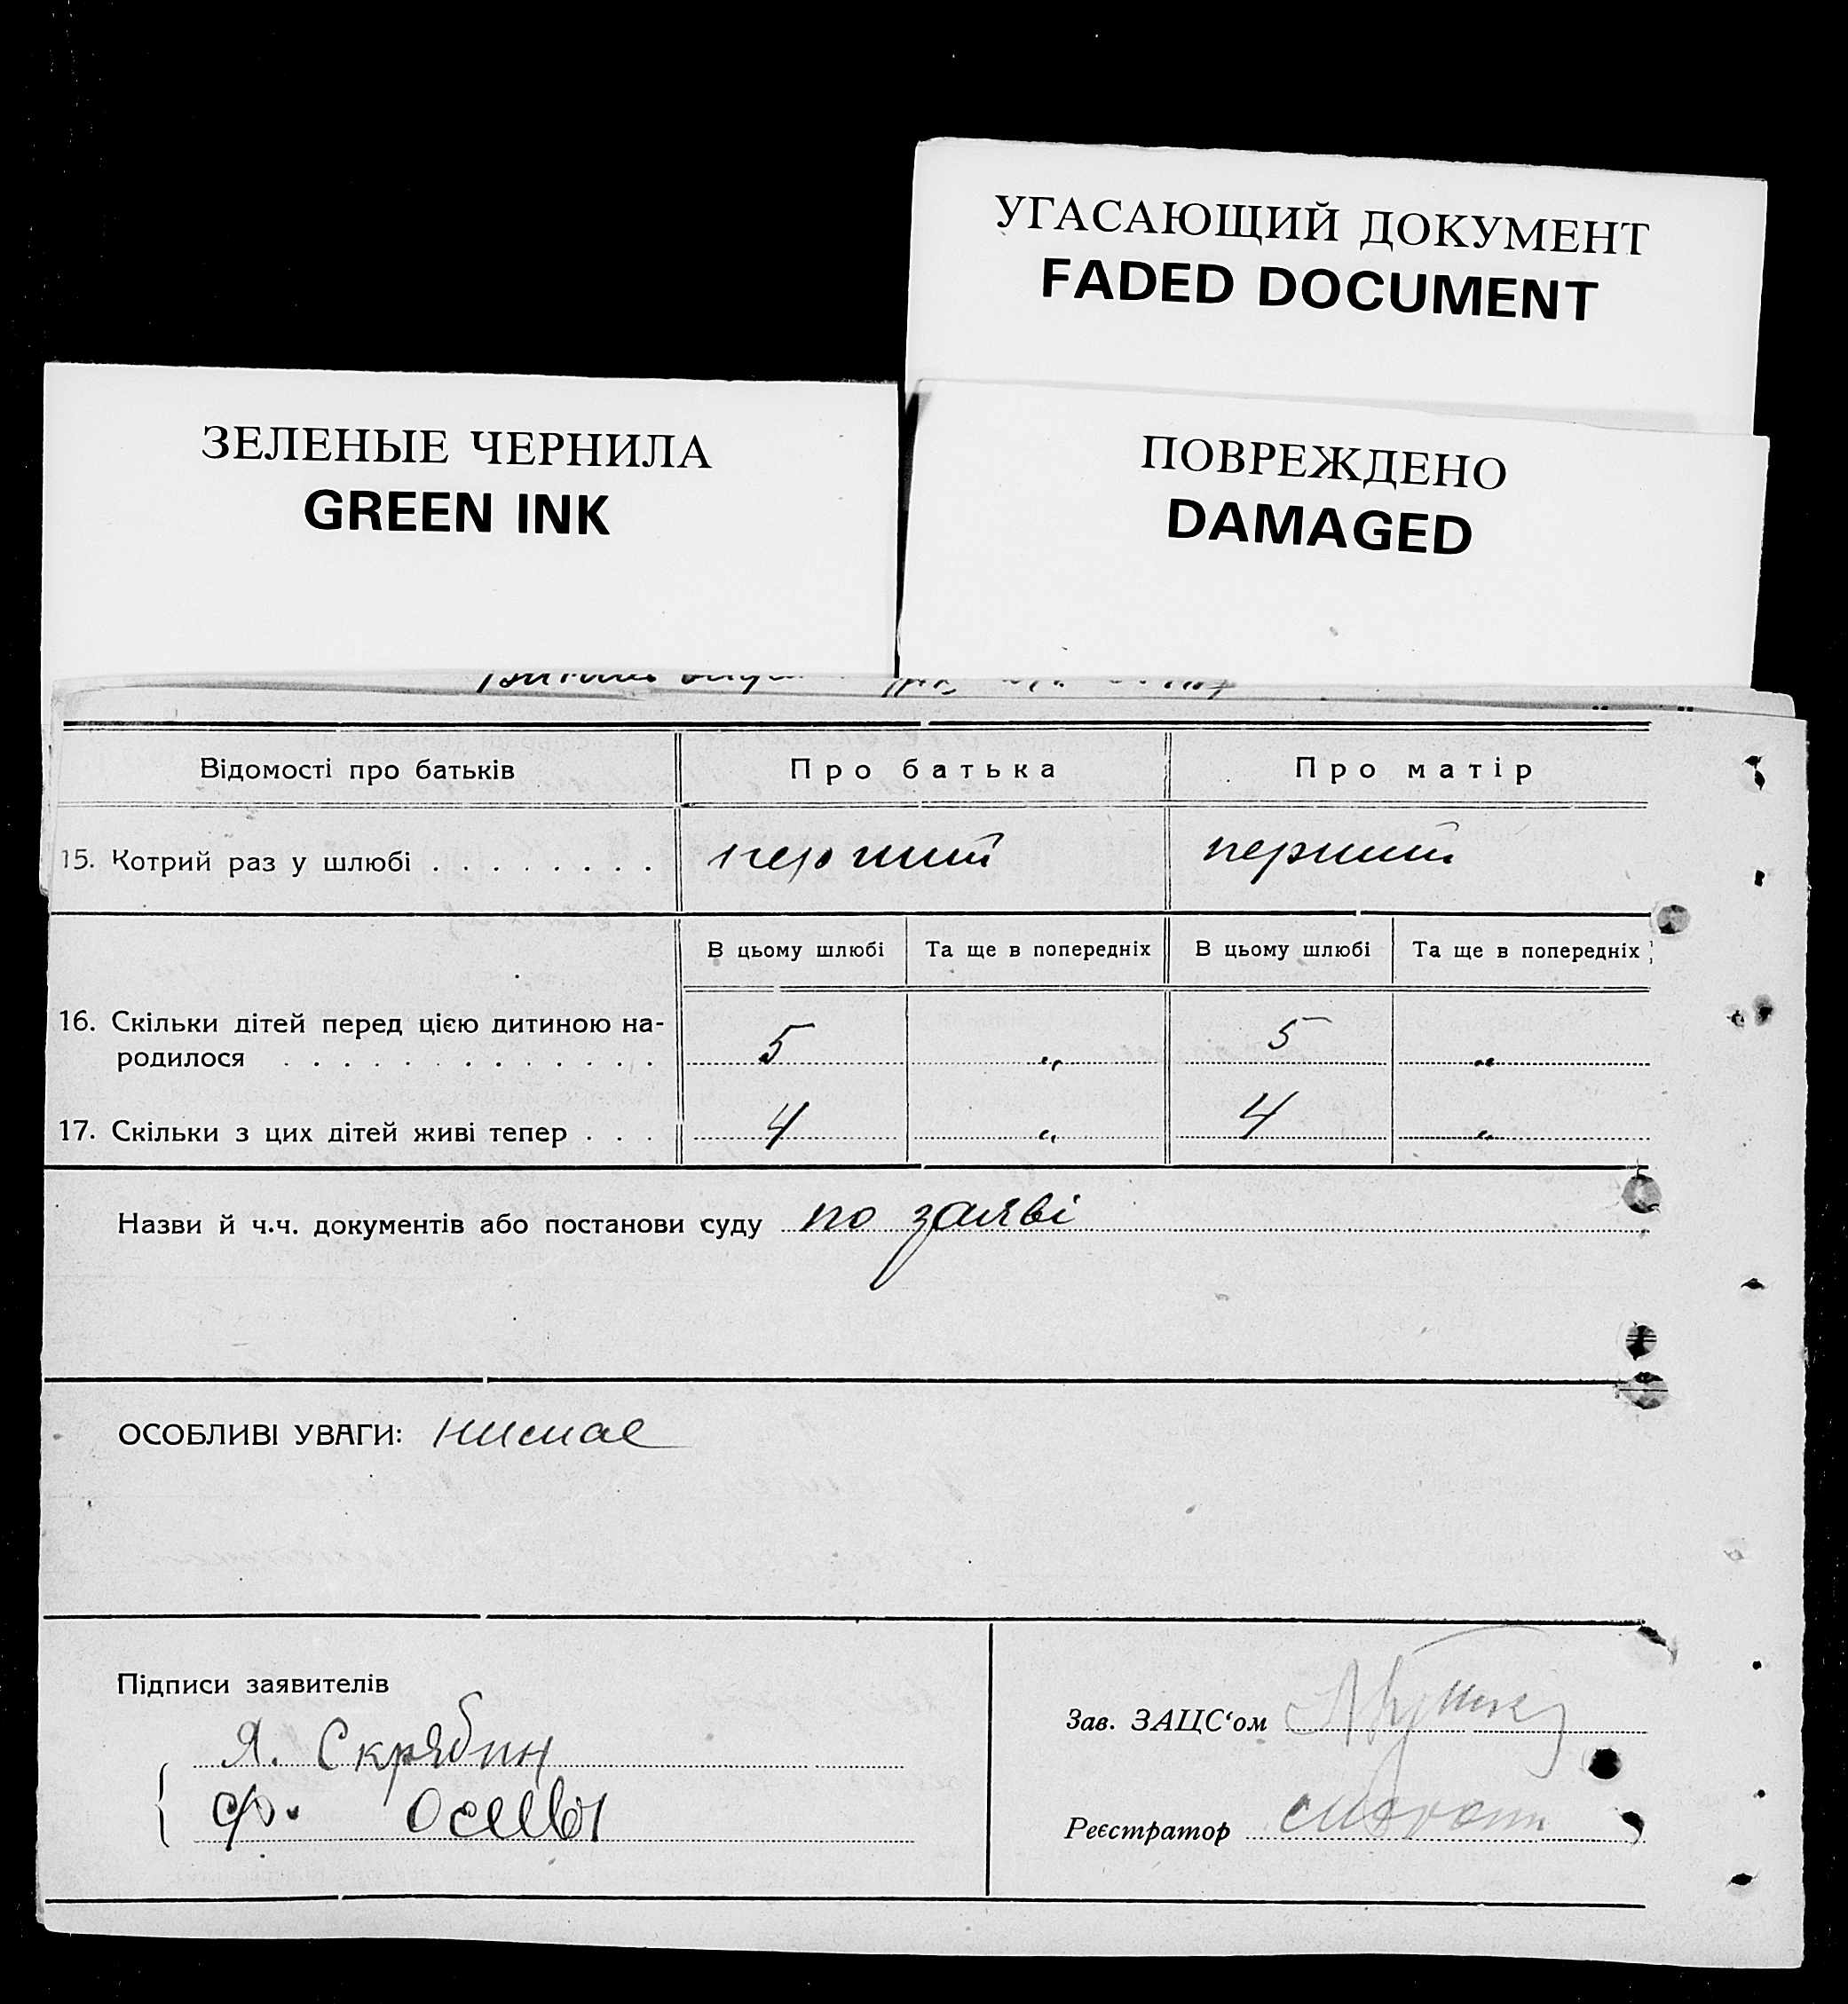 УГАСАЮЩИЙ ДОКУМЕНТ
FADED DOCUMENT
ЗЕЛЕНЫЕ ЧЕРНИЛА
GREEN INK
ПОВРЕЖДЕНО
DAMAGED
Відомості про батьків Про батька Про матір
15. Котрий раз у шлюбі . . . . . . . . перший перший
В цьому шлюбі Та ще в попередніх В цьому шлюбі Та ще в попередніх
16. Скільки дітей перед цією дитиною на-
родилося . . . . . . . . . . . . . 5 „ 5 „
17. Скільки з цих дітей живі тепер . . . 4 „ 4 „
Назви й ч.ч. документів або постанови суду по заяві
ОСОБЛИВІ УВАГИ: нимае
Підписи заявителів
Я. Скрябин
Ф.
Зав. ЗАЦС‘ом
Реєстратор